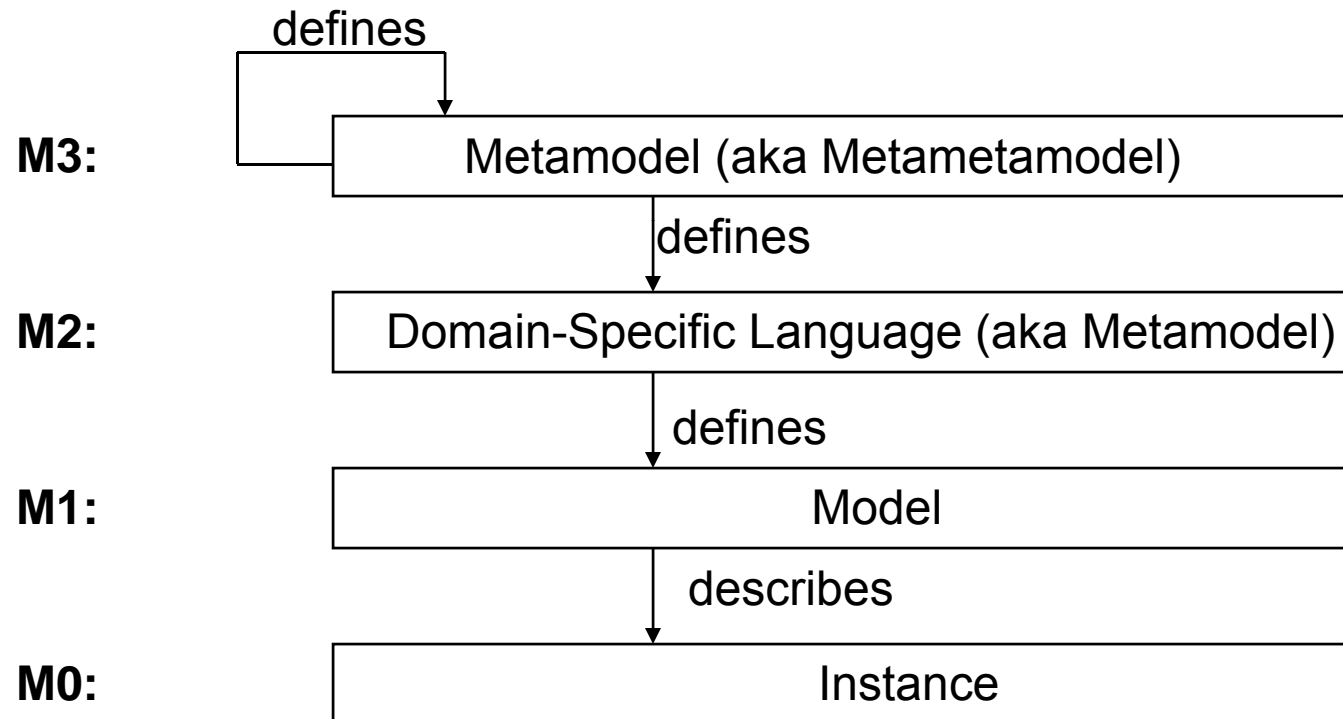 defines
M3:
Metamodel (aka Metametamodel)
defines
M2:
Domain-Specific Language (aka Metamodel)
defines
M1:
Model
describes
M0:
Instance